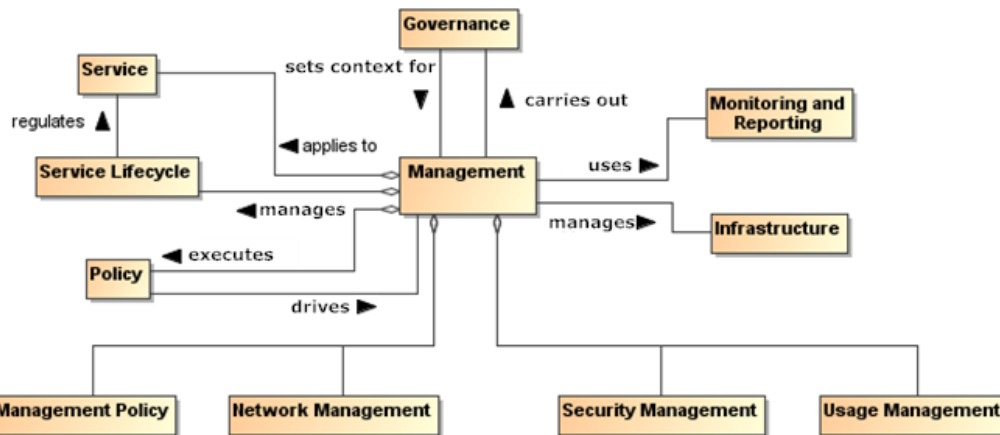 Governance
sets context for
carries out
Service
regulates
applies to
Monitoring and
Reporting
Service Lifecycle
Management
uses
manages
manages
Infrastructure
executes
Policy
drives
Management Policy
Network Management
Security Management
Usage Management